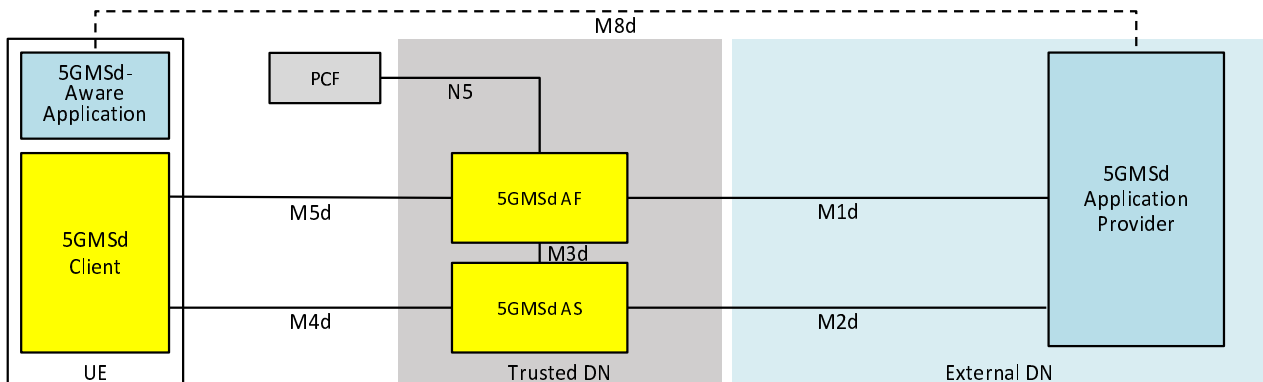 M8d
5GMSd-
Aware
Application
PCF
N5
5GMSd AF
5GMSd
Application
Provider
M5d
M1d
5GMSd
Client
M3d
5GMSd AS
M4d
M2d
UE
Trusted DN
External DN